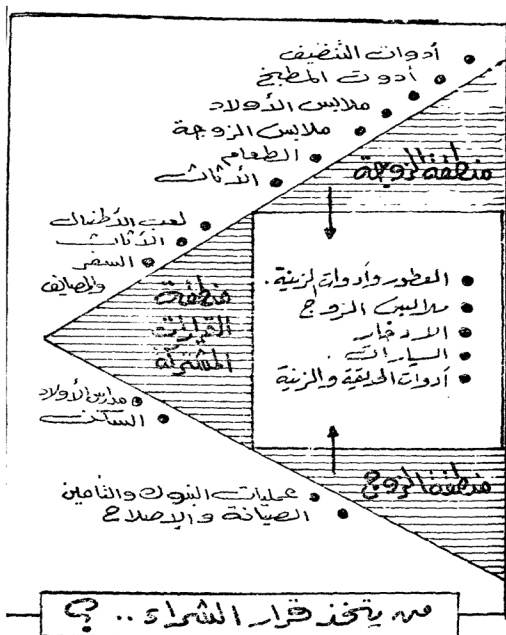 أدوات التنظيف
أدوت المطبخ
ملابس الأولاد
ملابس الزوجة
الطعام
الأثاث
منطقة الزوجة
لعب الأطفال
الأثاث
السفر
والمصايف
منطقة
القرارات
المشتركة
العطور وأدوات الزينة.
ملابس الزوج
الادخار
السيارات.
أدوات الحديقة والزينة
مدارس الأولاد
السكن
منطقة الزوج
عمليات البنوك والتأمين
الصيانة والإصلاح
من يتخذ قرار الشراء .. ؟